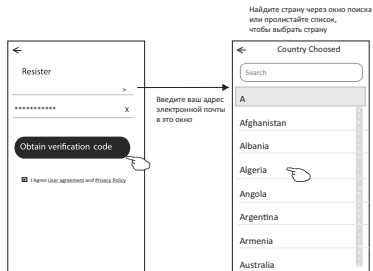 Найдите страну через окно поиска
или пролистайте список,
чтобы выбрать страну
Resister
>
***********
X
Obtain verification code
I Agree User agreement and Privacy Policy
Введите ваш адрес
электронной почты
в это окно
Country Choosed
Search
A
Afghanistan
Albania
Algeria
Angola
Argentina
Armenia
Australia